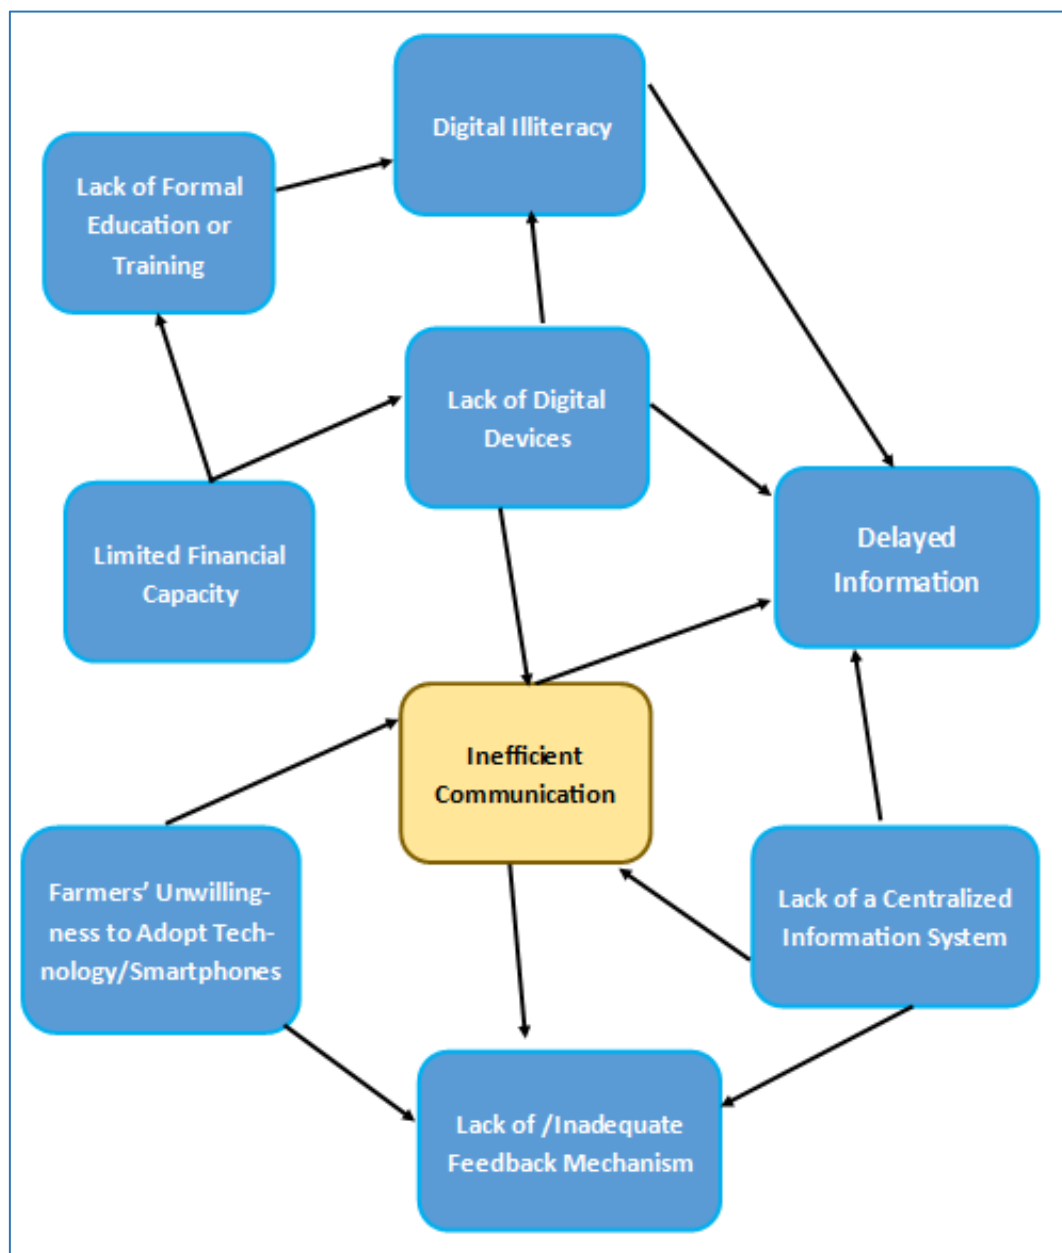 Digital Illiteracy
Lack of Formal
Education or
Training
Lack of Digital
Devices
Limited Financial
Capacity
Delayed
Information
Inefficient
Communication
Farmers’ Unwilling-
ness to Adopt Tech-
nology/Smartphones
Lack of a Centralized
Information System
Lack of /Inadequate
Feedback Mechanism